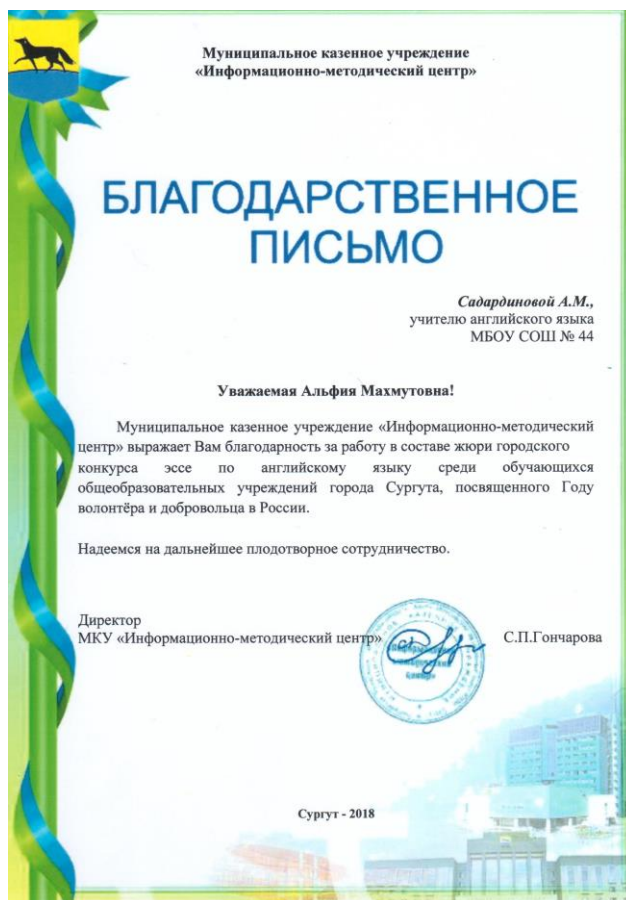 Муниципальное казенное учреждение
«Информационно-методический центр»
БЛАГОДАРСТВЕННОЕ
ПИСЬМО
Садардиновой А.М.,
учителю английского языка
МБОУ СОШ № 44
Уважаемая Альфия Махмутовна!
Муниципальное казенное учреждение «Информационно-методический
центр» выражает Вам благодарность за работу в составе жюри городского
конкурса эссе по английскому языку среди обучающихся
общеобразовательных учреждений города Сургута, посвященного Году
волонтёра и добровольца в России.
Надеемся на дальнейшее плодотворное сотрудничество.
Директор
МКУ «Информационно-методический центр»
С.П.Гончарова
Сургут - 2018